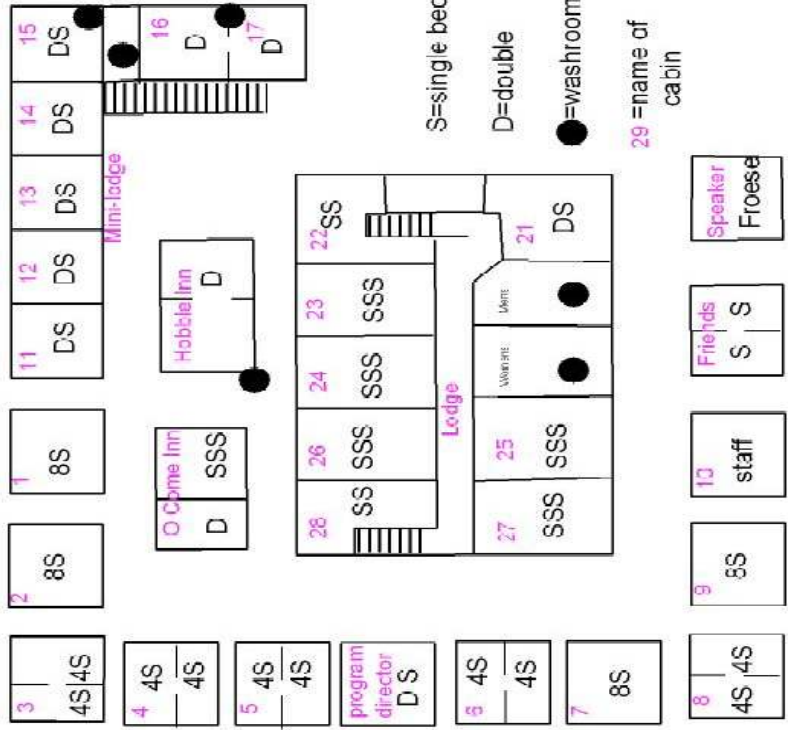 15
DS
14
DS
13
DS
12
DS
11
DS
Mini-lodge
16
D
17
D
1
8S
2
8S
3
4S 4S
4
4S
4S
5
4S
4S
program
director
D S
6
4S
4S
7
8S
8
4S 4S
9
8S
10
staff
Friends
S S
Speaker
Froese
Hobble Inn
D
O Come Inn
D SSS
Lodge
22
SS
23
SSS
24
SSS
26
SSS
28
SS
21
DS
Mens
Womens
25
SSS
27
SSS
S=single bed
D=double
=washroom
29 =name of
cabin